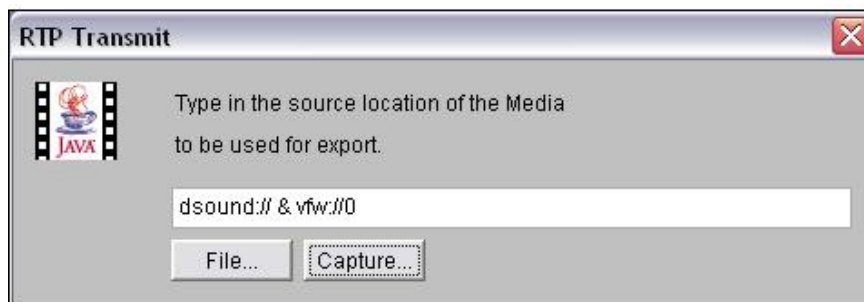 RTP Transmit
JAVA
Type in the source location of the Media
to be used for export.
dsound:// & vfw://0
File... Capture...